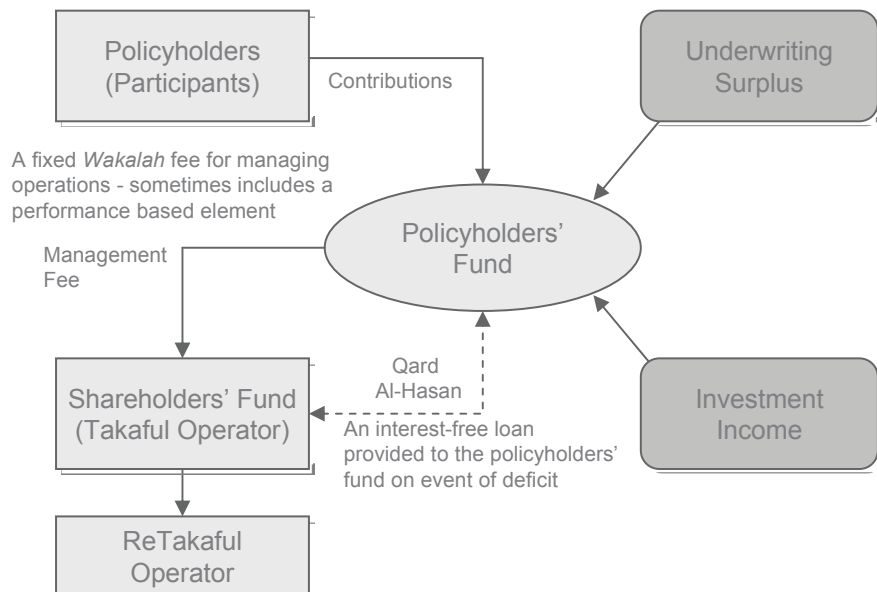 Policyholders
(Participants)
Contributions
Underwriting
Surplus
A fixed Wakalah fee for managing
operations - sometimes includes a
performance based element
Policyholders’
Fund
Management
Fee
Qard
Al-Hasan
Shareholders’ Fund
(Takaful Operator)
An interest-free loan
provided to the policyholders’
fund on event of deficit
Investment
Income
ReTakaful
Operator